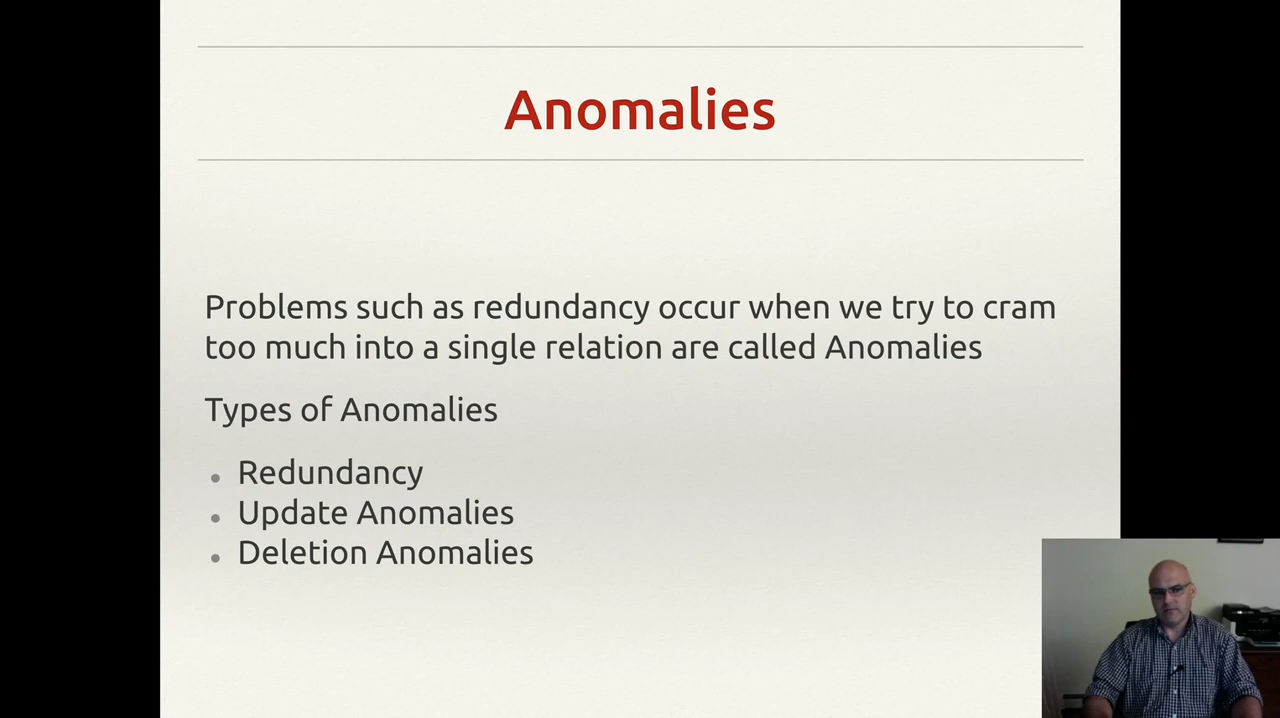 Anomalies
Problems such as redundancy occur when we try to cram
too much into a single relation are called Anomalies
Types of Anomalies
• Redundancy
• Update Anomalies
• Deletion Anomalies